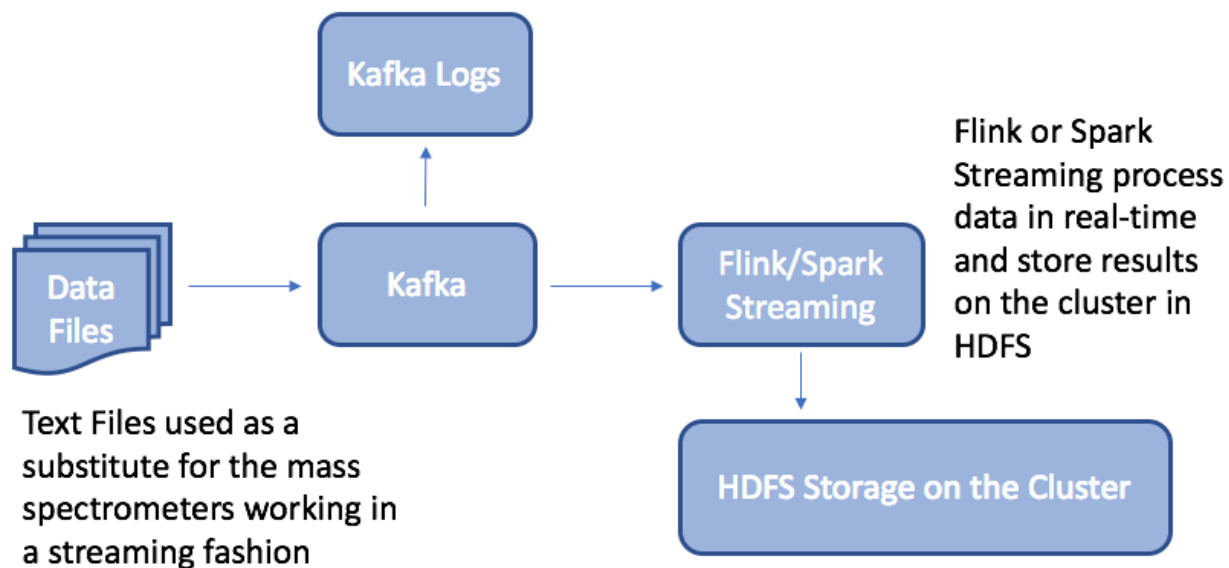 Kafka Logs
Data
Files
Kafka
Flink/Spark
Streaming
Flink or Spark
Streaming process
data in real-time
and store results
on the cluster in
HDFS
Text Files used as a
substitute for the mass
spectrometers working in
a streaming fashion
HDFS Storage on the Cluster